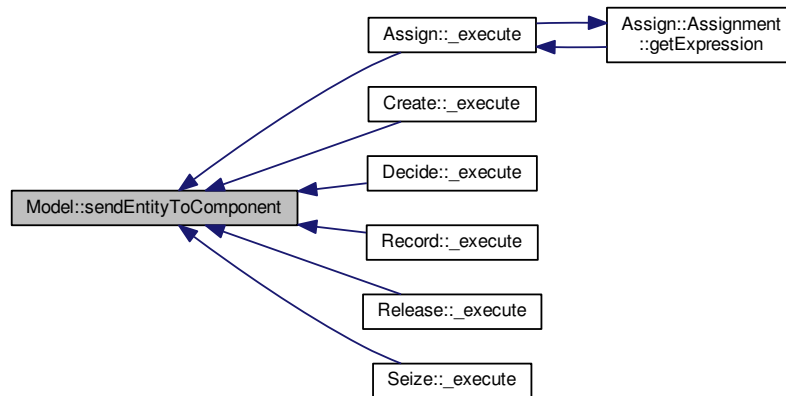 Assign::_execute
Assign::Assignment
::getExpression
Create::_execute
Decide::_execute
Model::sendEntityToComponent
Record::_execute
Release::_execute
Seize::_execute